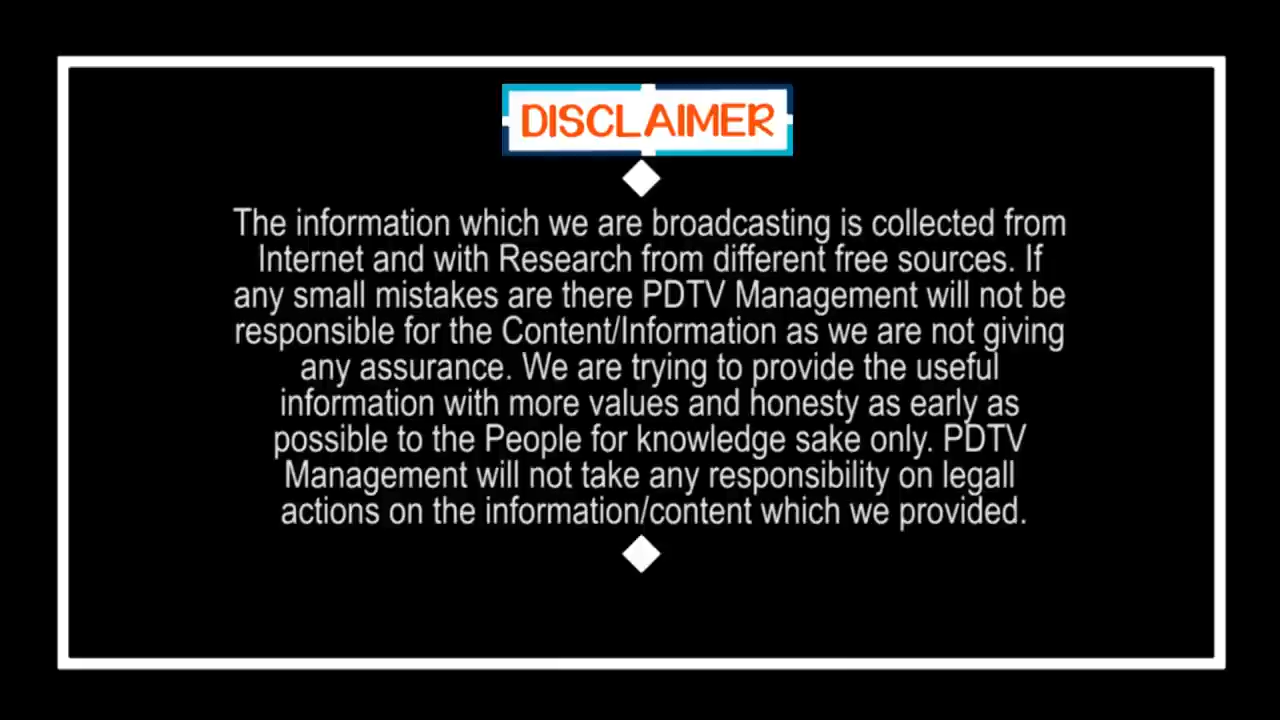 DISCLAIMER
The information which we are broadcasting is collected from
Internet and with Research from different free sources. If
any small mistakes are there PDTV Management will not be
responsible for the Content/Information as we are not giving
any assurance. We are trying to provide the useful
information with more values and honesty as early as
possible to the People for knowledge sake only. PDTV
Management will not take any responsibility on legall
actions on the information/content which we provided.